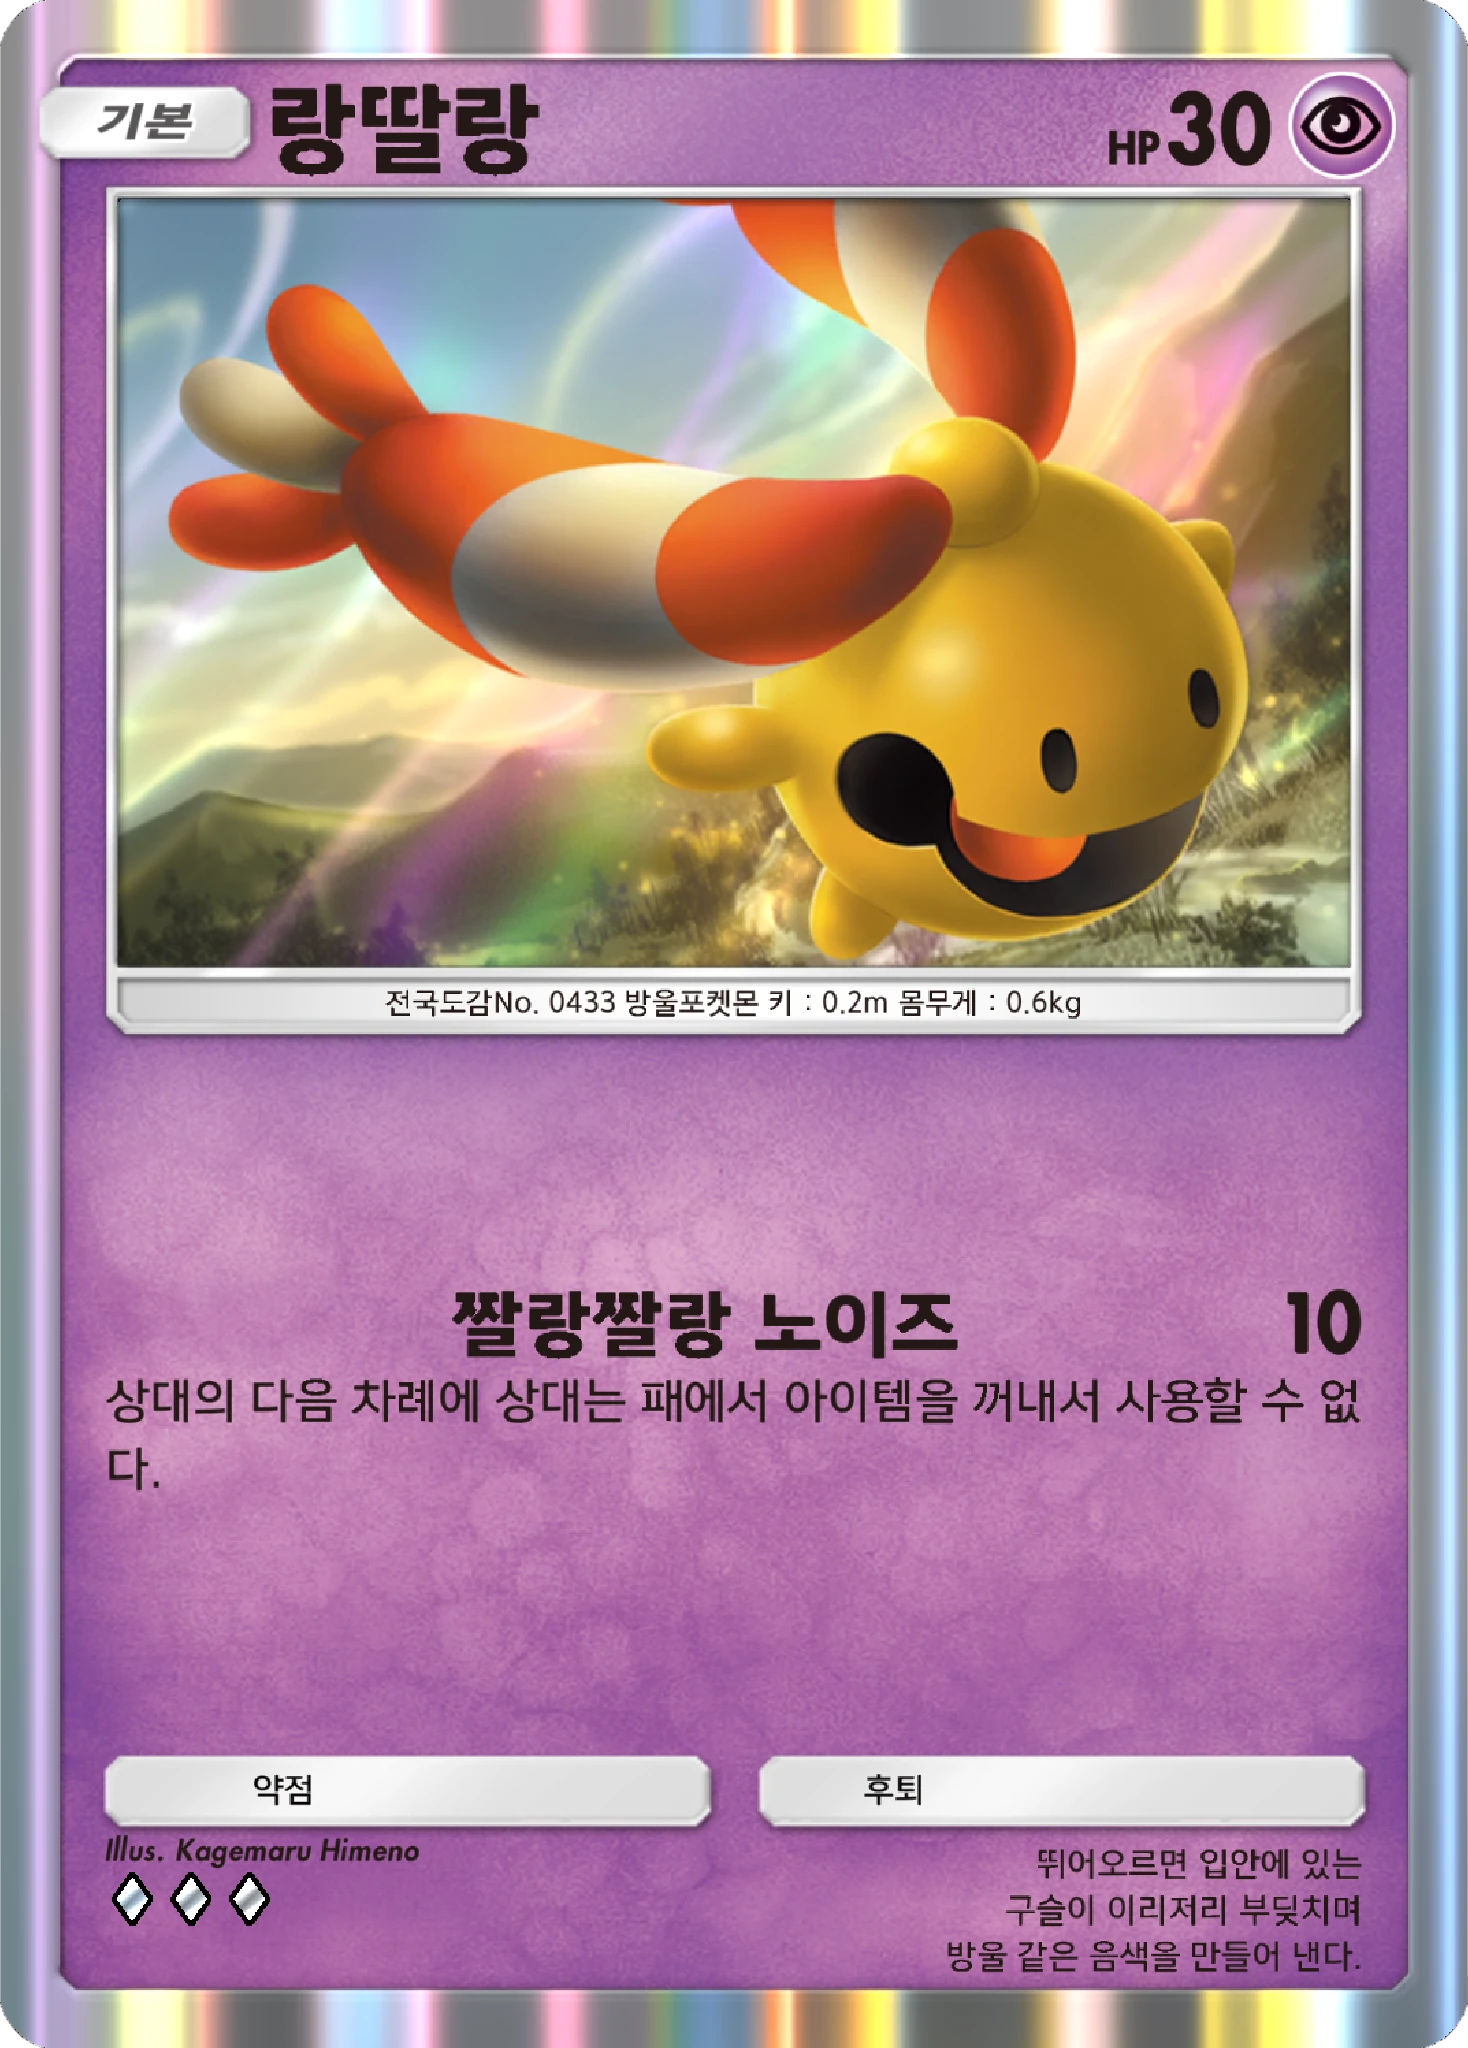 기본 랑딸랑 HP 30
전국도감No. 0433 방울포켓몬 키 : 0.2m 몸무게 : 0.6kg
짤랑짤랑 노이즈 10
상대의 다음 차례에 상대는 패에서 아이템을 꺼내서 사용할 수 없
다.
약점 후퇴
Illus. Kagemaru Himeno
뛰어오르면 입안에 있는
구슬이 이리저리 부딪치며
방울 같은 음색을 만들어 낸다.